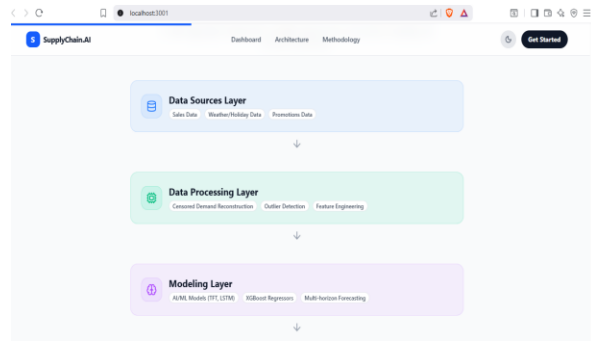 localhost:3001
S SupplyChain.AI Dashboard Architecture Methodology Get Started
Data Sources Layer
Sales Data Weather/Holiday Data Promotions Data
Data Processing Layer
Censored Demand Reconstruction Outlier Detection Feature Engineering
Modeling Layer
AI/ML Models (TFT, LSTM) XGBoost Regressors Multi-horizon Forecasting